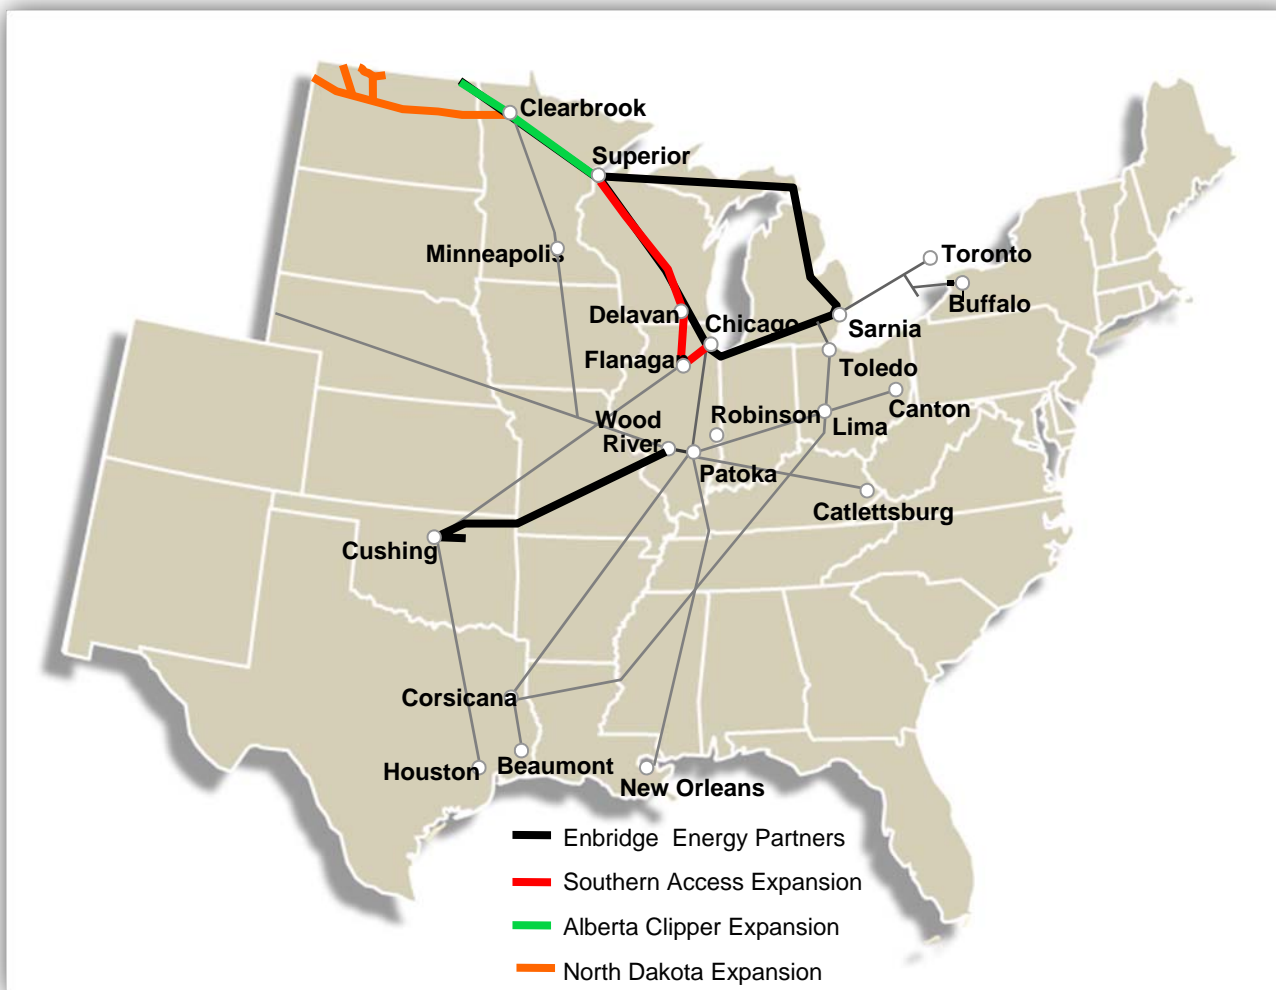 Clearbrook
Superior
Minneapolis
Toronto
Buffalo
Delavan
Chicago
Sarnia
Flanaga
Toledo
Canton
Wood
River
Robinson
Lima
Patoka
Catlettsburg
Cushing
Corsicana
Houston
Beaumont
New Orleans
Enbridge Energy Partners
Southern Access Expansion
Alberta Clipper Expansion
North Dakota Expansion